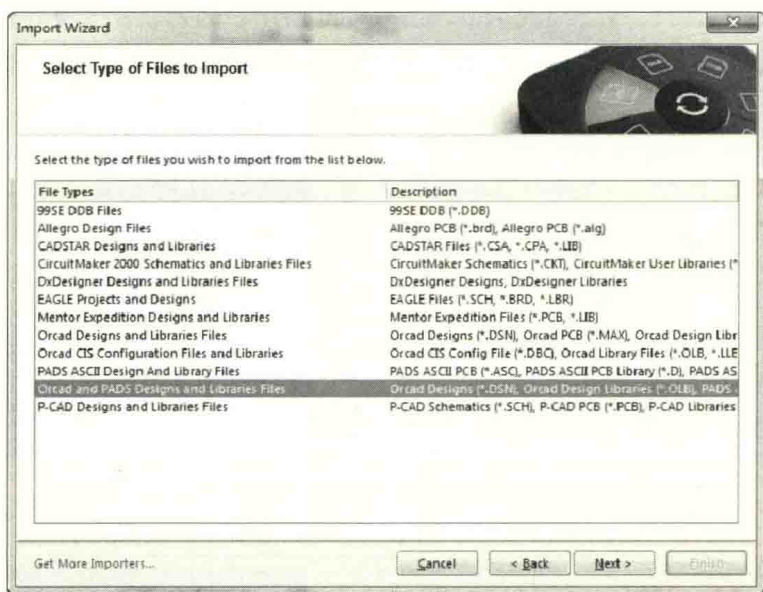 Import Wizard
Select Type of Files to Import
Select the type of files you wish to import from the list below.
File Types Description
99SE DDB Files 99SE DDB (*.DDB)
Allegro Design Files Allegro PCB (*.brd), Allegro PCB (*.alg)
CADSTAR Designs and Libraries CADSTAR Files (*.CSA, *.CPA, *.LIB)
CircuitMaker 2000 Schematics and Libraries Files CircuitMaker Schematics (*.CKT), CircuitMaker User Libraries (*
DxDesigner Designs and Libraries Files DxDesigner Designs, DxDesigner Libraries
EAGLE Projects and Designs EAGLE Files (*.SCH, *.BRD, *.LBR)
Mentor Expedition Designs and Libraries Mentor Expedition Files (*.PCB, *.LIB)
Orcad Designs and Libraries Files Orcad Designs (*.DSN), Orcad PCB (*.MAX), Orcad Design Libr
Orcad CIS Configuration Files and Libraries Orcad CIS Config File (*.DBC), Orcad Library Files (*.OLB, *.LLE
PADS ASCII Design And Library Files PADS ASCII PCB (*.ASC), PADS ASCII PCB Library (*.D), PADS AS
Orcad and PADS Designs and Libraries Files Orcad Designs (*.DSN), Orcad Design Libraries (*.OLB), PADS
P-CAD Designs and Libraries Files P-CAD Schematics (*.SCH), P-CAD PCB (*.PCB), P-CAD Libraries
Get More Importers... Cancel < Back Next > Finish